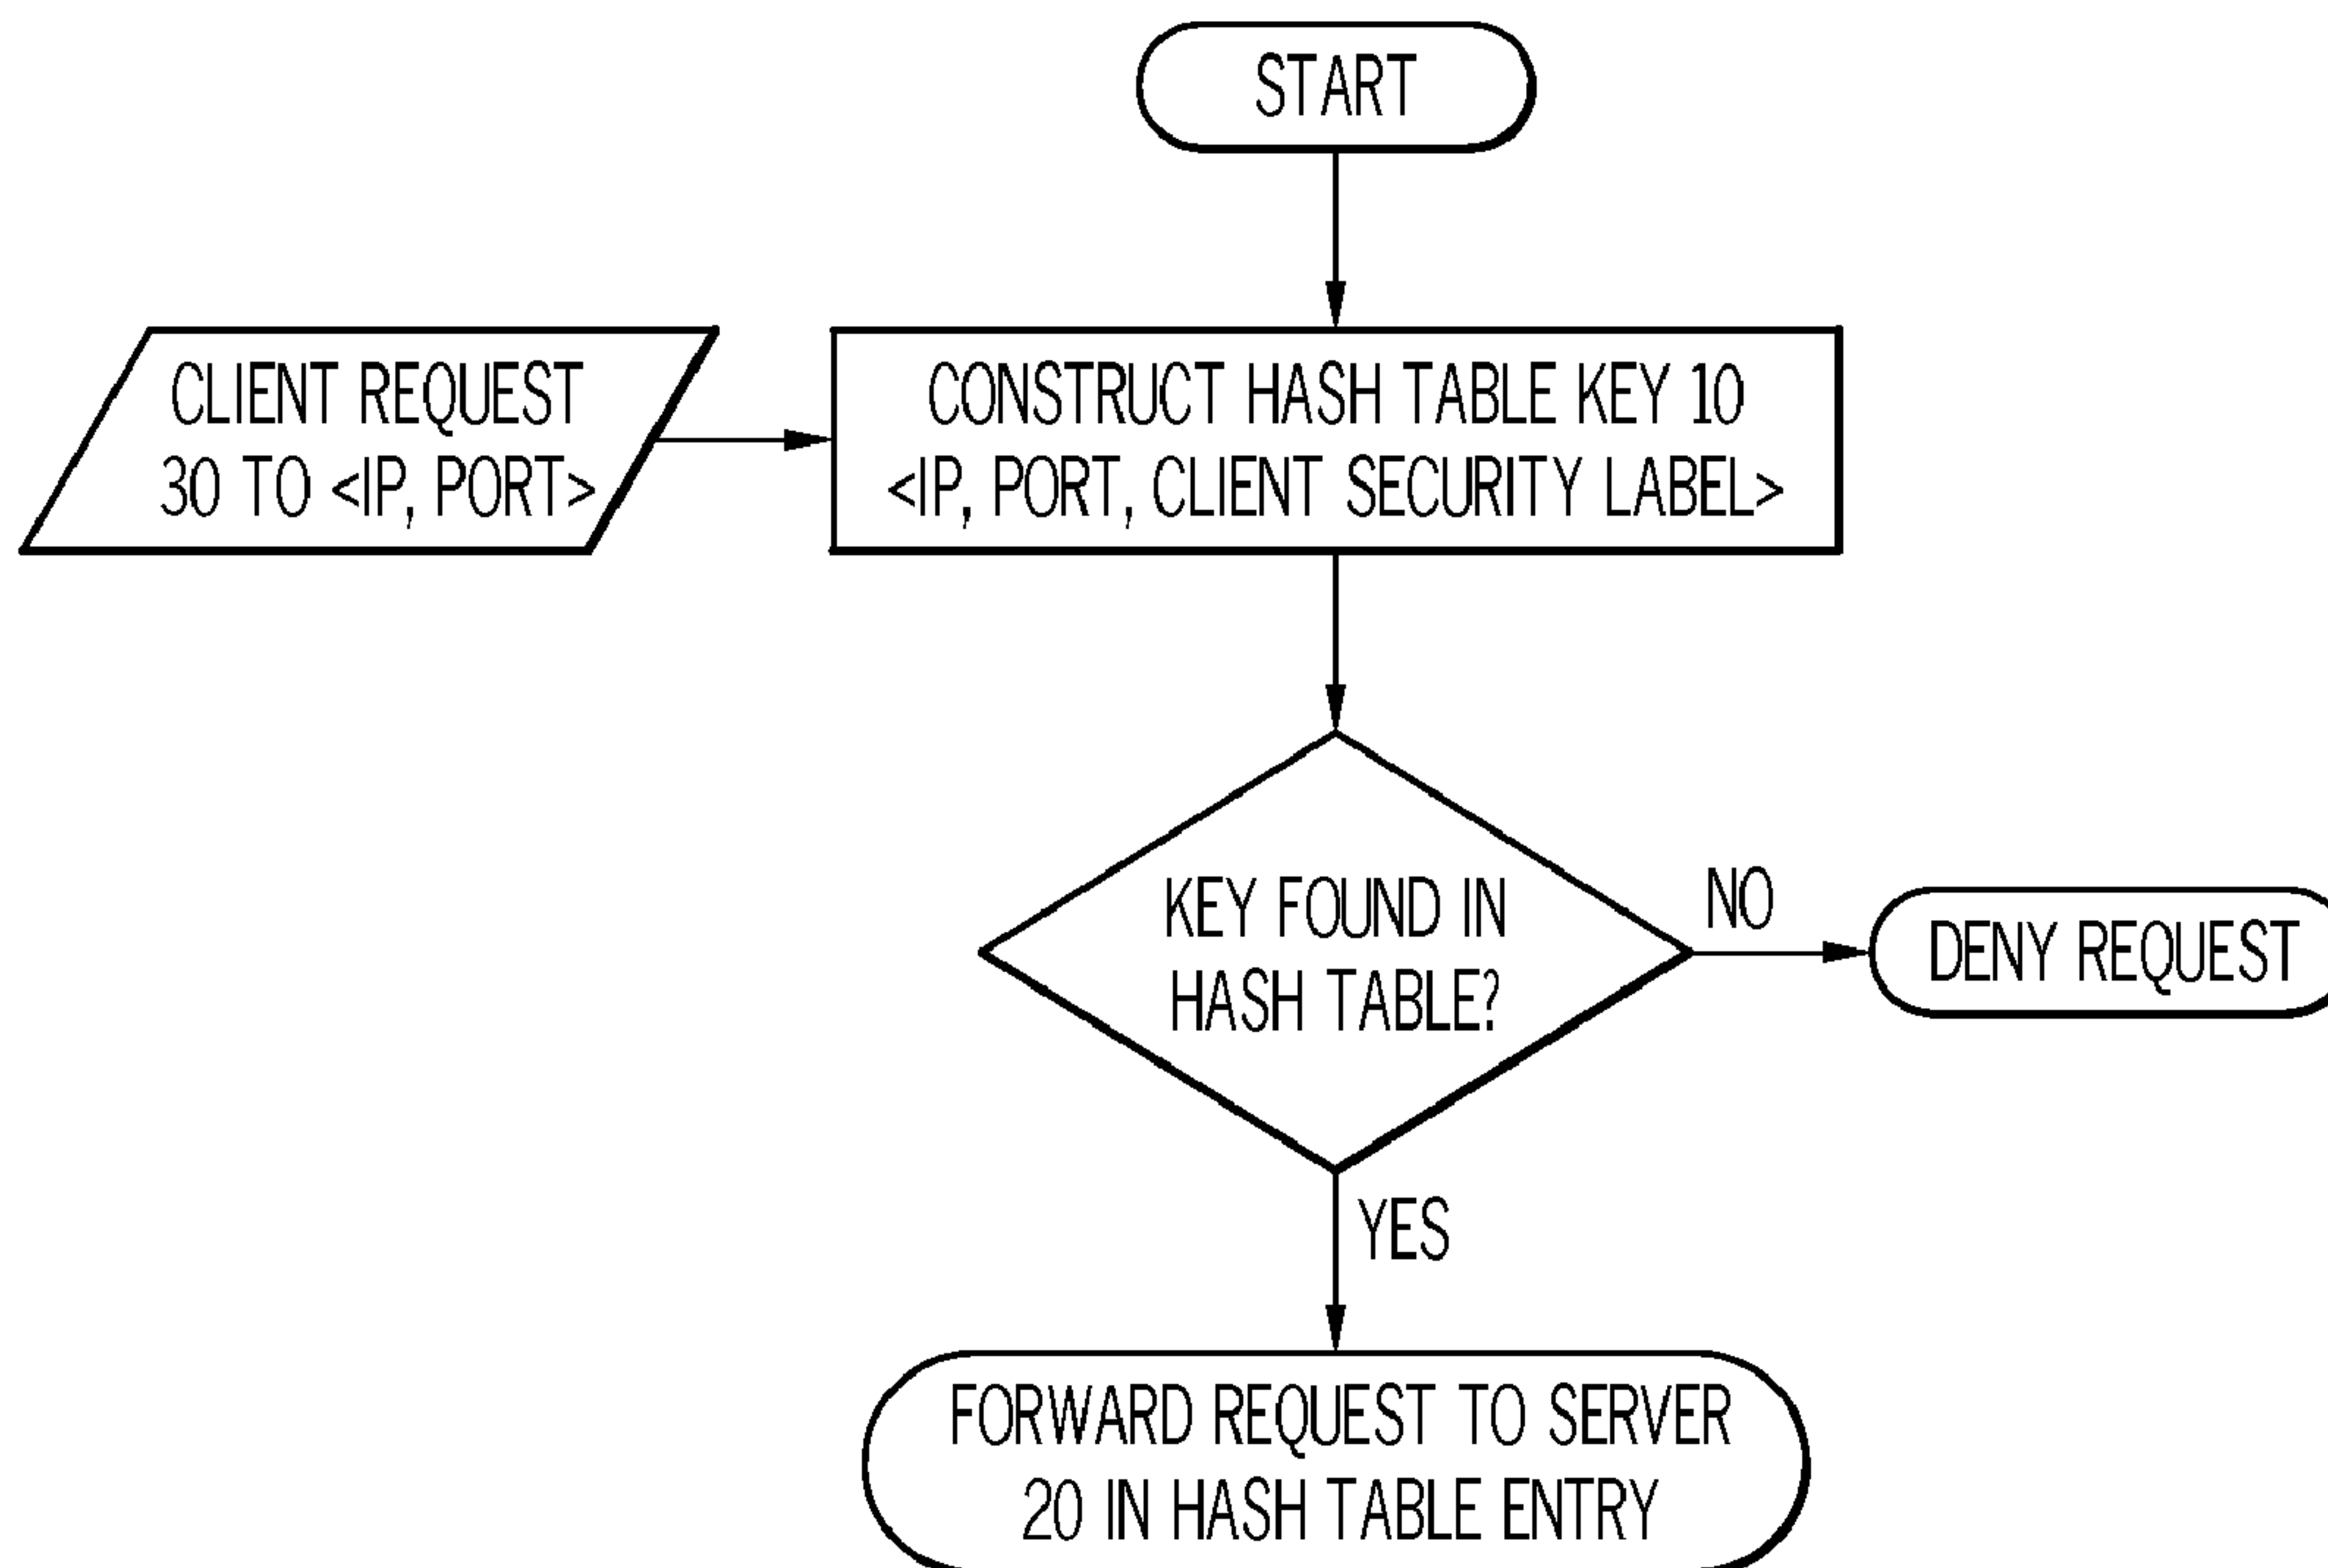 START
CLIENT REQUEST
30 TO <IP, PORT>
CONSTRUCT HASH TABLE KEY 10
<IP, PORT, CLIENT SECURITY LABEL>
KEY FOUND IN
HASH TABLE?
NO
DENY REQUEST
YES
FORWARD REQUEST TO SERVER
20 IN HASH TABLE ENTRY